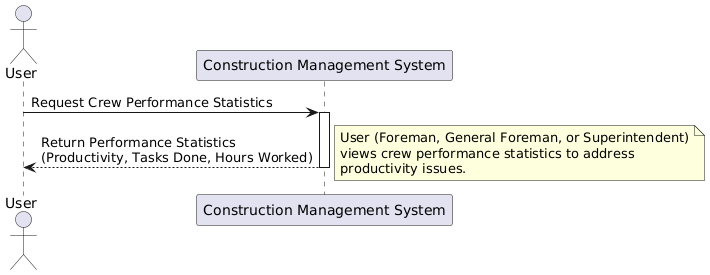 User
Construction Management System
Request Crew Performance Statistics
Return Performance Statistics
(Productivity, Tasks Done, Hours Worked)
User (Foreman, General Foreman, or Superintendent)
views crew performance statistics to address
productivity issues.
User
Construction Management System